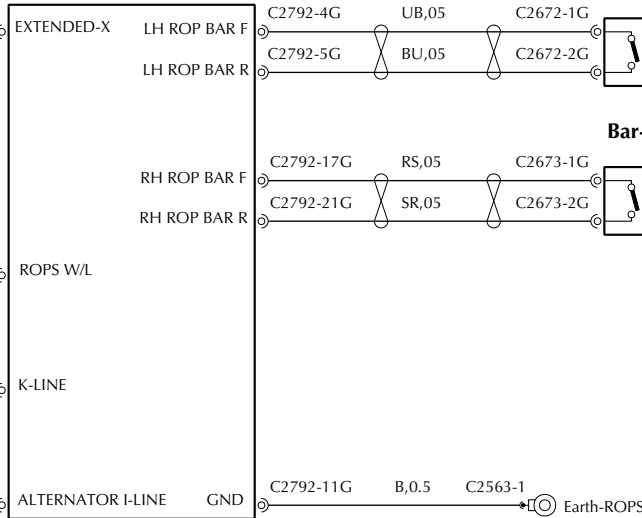 EXTENDED-X LH ROP BAR F C2792-4G UB,05 C2672-1G
LH ROP BAR R C2792-5G BU,05 C2672-2G
Bar-
RH ROP BAR F C2792-17G RS,05 C2673-1G
RH ROP BAR R C2792-21G SR,05 C2673-2G
ROPS W/L
K-LINE
ALTERNATOR I-LINE GND C2792-11G B,0.5 C2563-1 Earth-ROPS